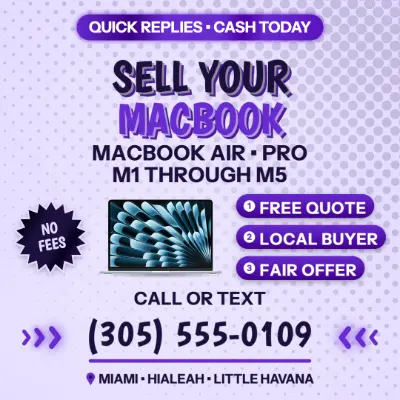 QUICK REPLIES • CASH TODAY
SELL YOUR
MACBOOK
MACBOOK AIR • PRO
M1 THROUGH M5
NO
FEES
1 FREE QUOTE
2 LOCAL BUYER
3 FAIR OFFER
CALL OR TEXT
(305) 555-0109
MIAMI • HIALEAH • LITTLE HAVANA